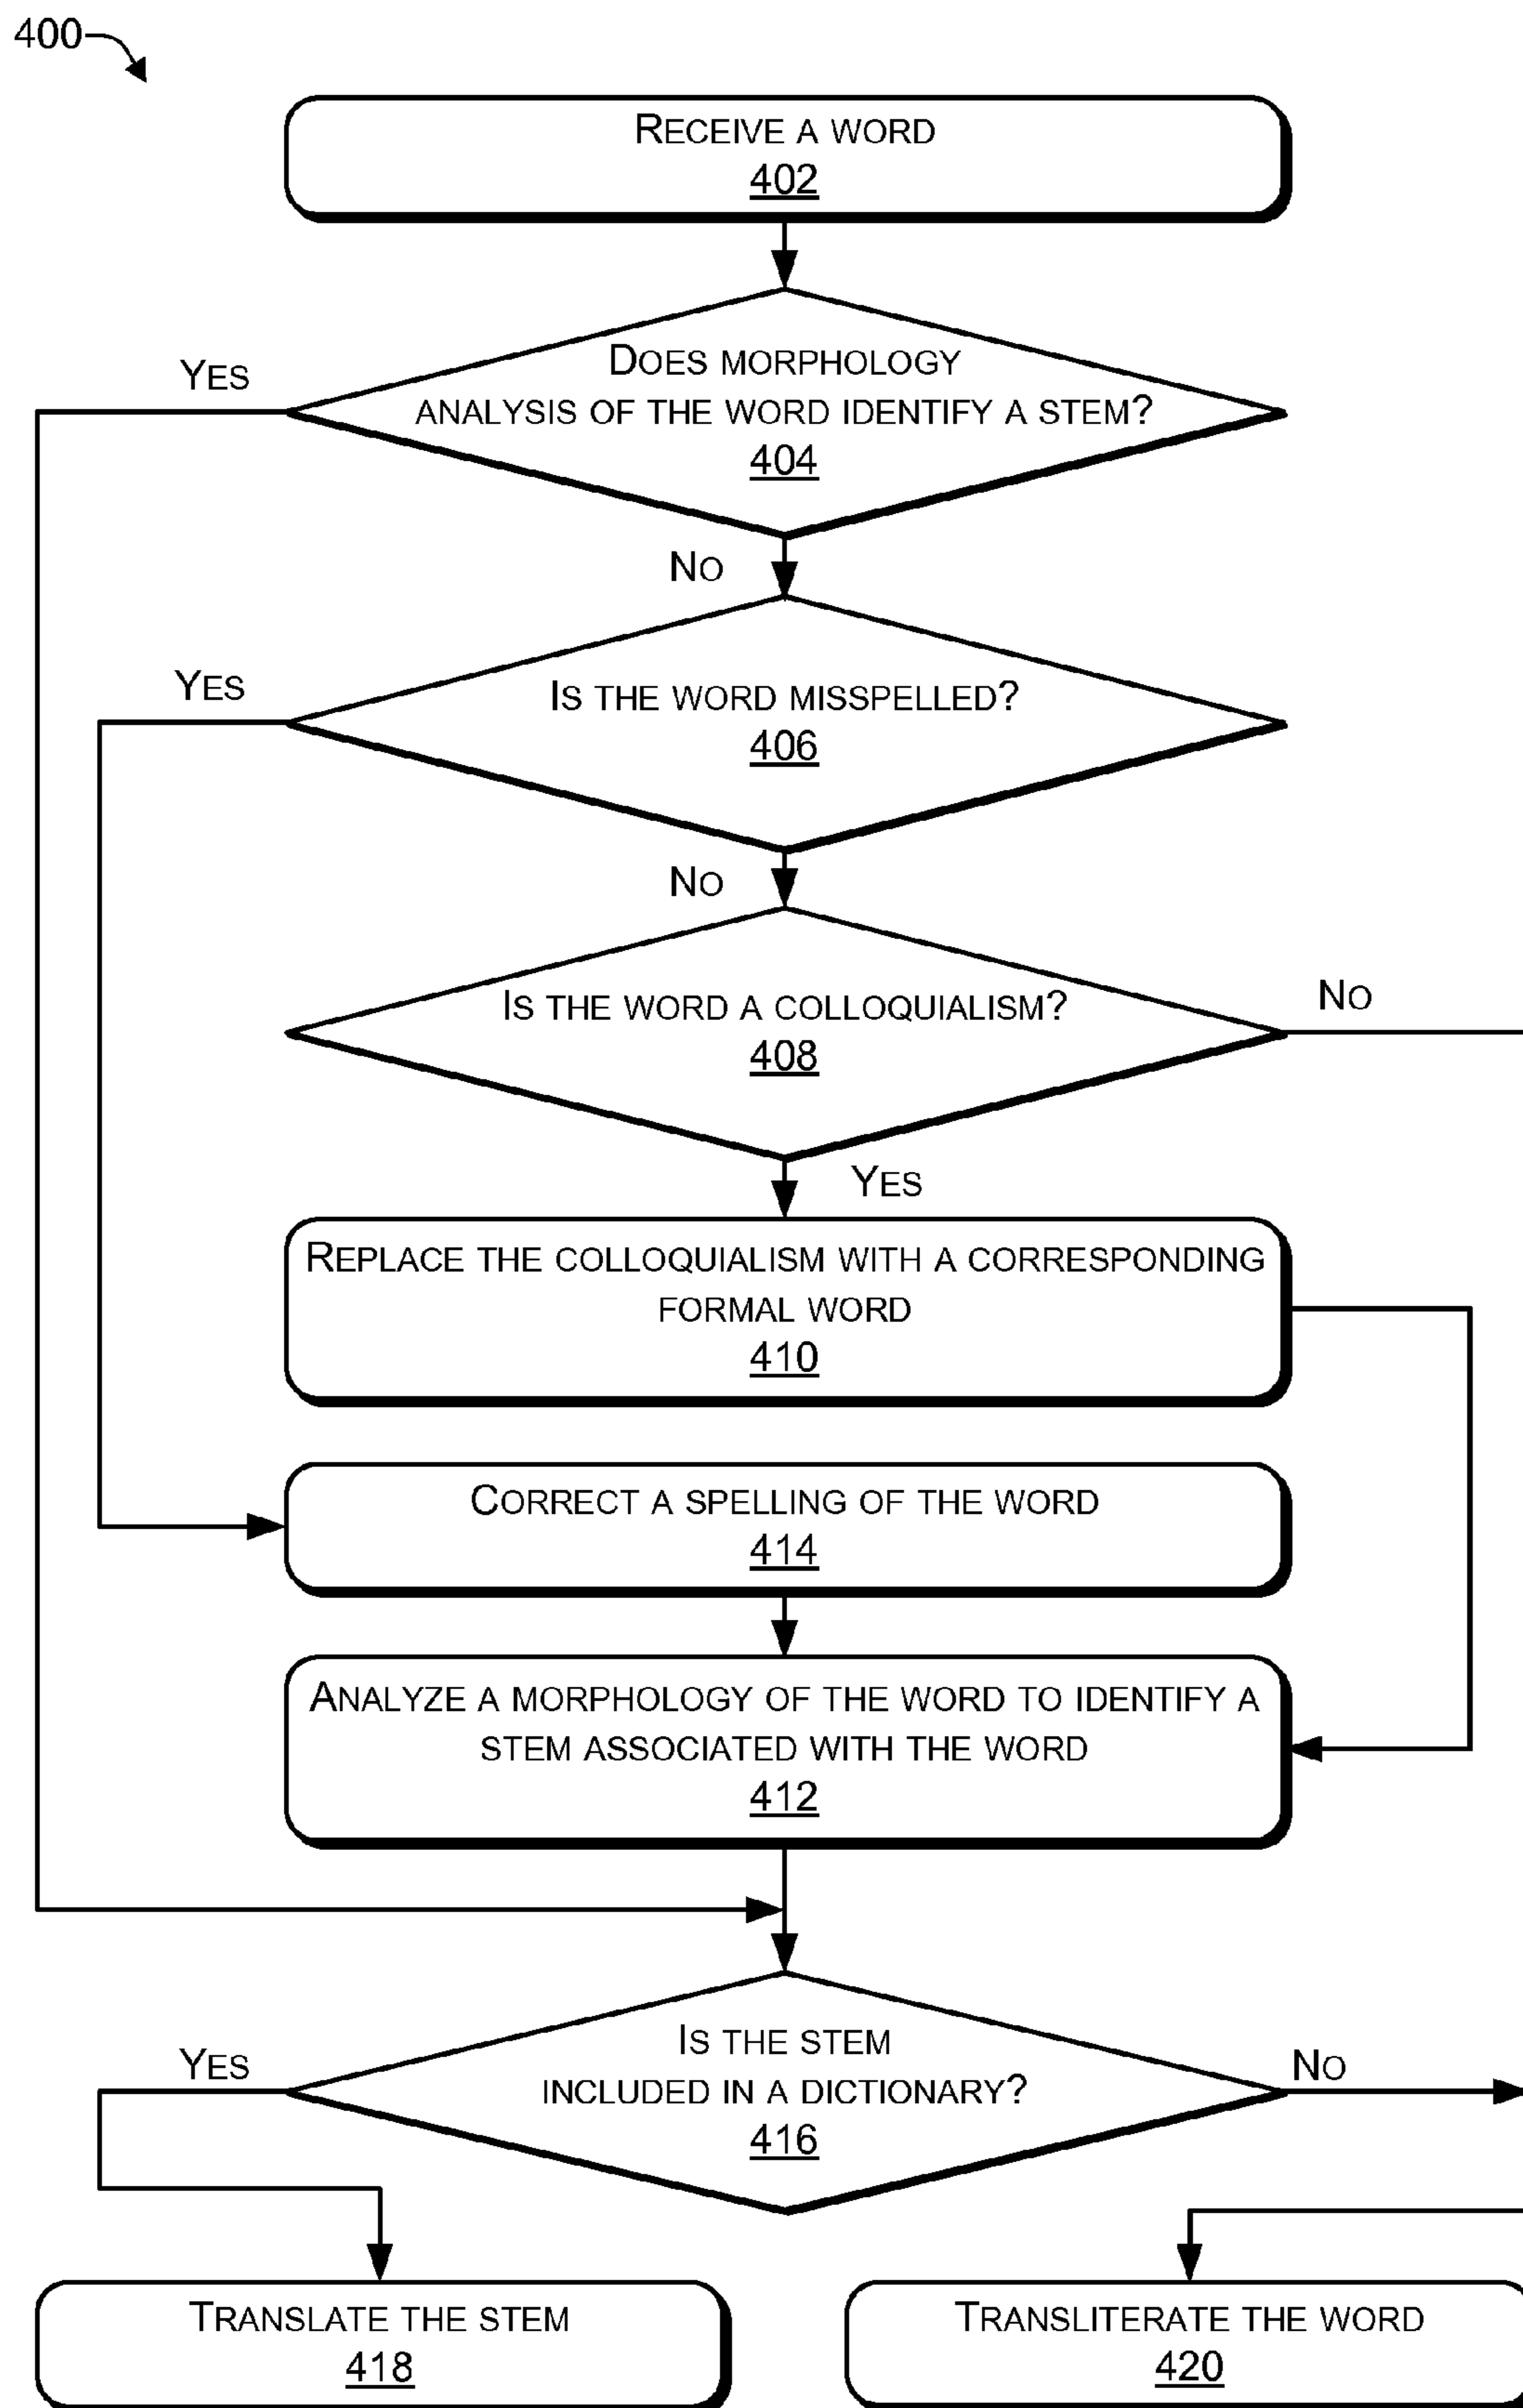 400
RECEIVE A WORD
402
YES
DOES MORPHOLOGY
ANALYSIS OF THE WORD IDENTIFY A STEM?
404
NO
YES
IS THE WORD MISSPELLED?
406
NO
IS THE WORD A COLLOQUIALISM?
408
NO
YES
REPLACE THE COLLOQUIALISM WITH A CORRESPONDING
FORMAL WORD
410
CORRECT A SPELLING OF THE WORD
414
ANALYZE A MORPHOLOGY OF THE WORD TO IDENTIFY A
STEM ASSOCIATED WITH THE WORD
412
YES
IS THE STEM
INCLUDED IN A DICTIONARY?
416
NO
TRANSLATE THE STEM
418
TRANSLITERATE THE WORD
420